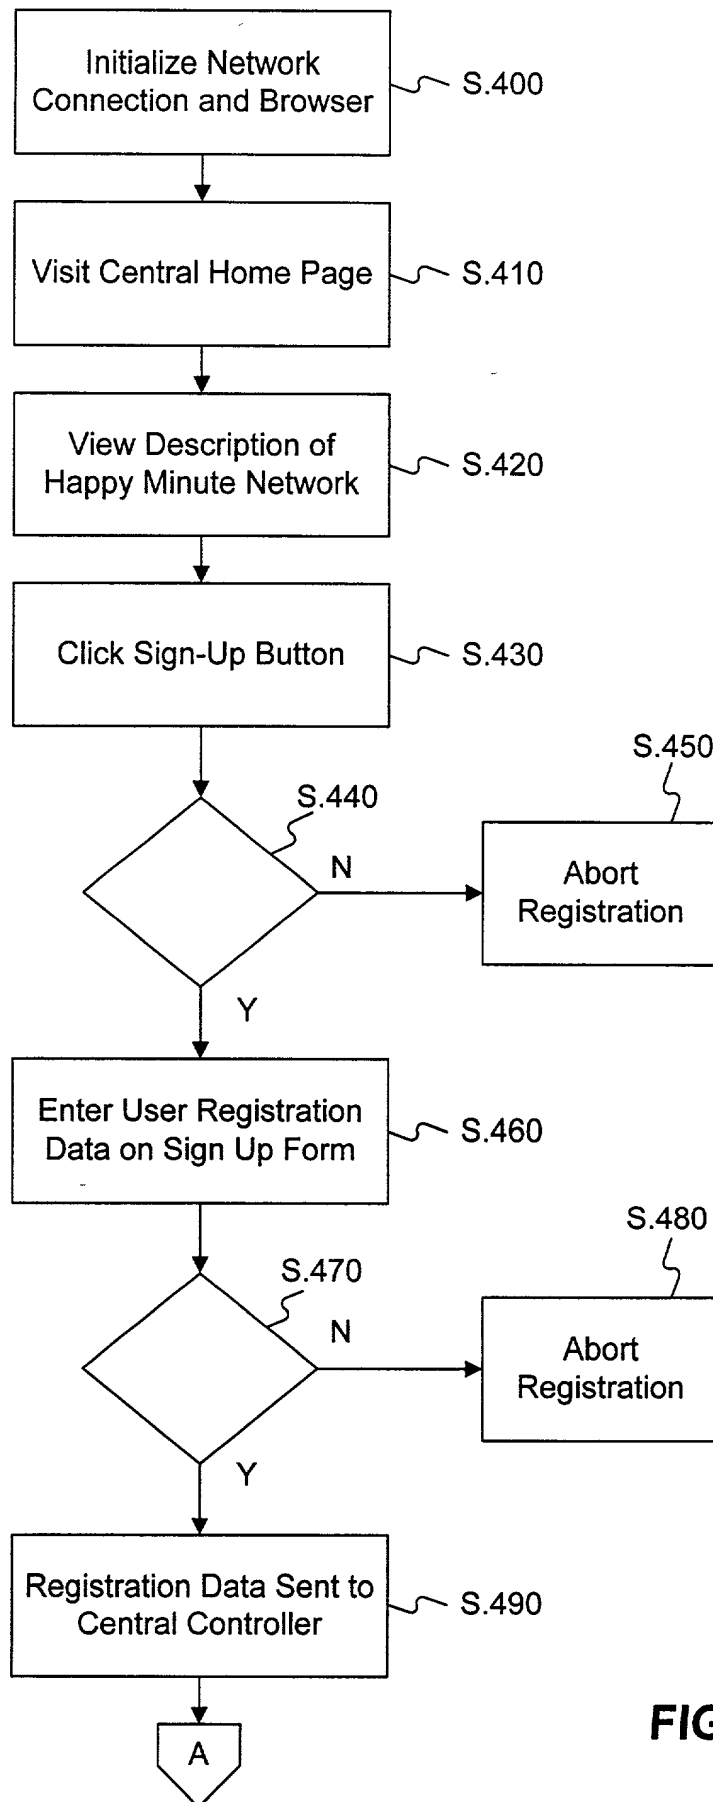 Initialize Network
Connection and Browser
S.400
Visit Central Home Page
S.410
View Description of
Happy Minute Network
S.420
Click Sign-Up Button
S.430
S.440
N
S.450
Abort
Registration
Y
Enter User Registration
Data on Sign Up Form
S.460
S.470
N
S.480
Abort
Registration
Y
Registration Data Sent to
Central Controller
S.490
A
FIG